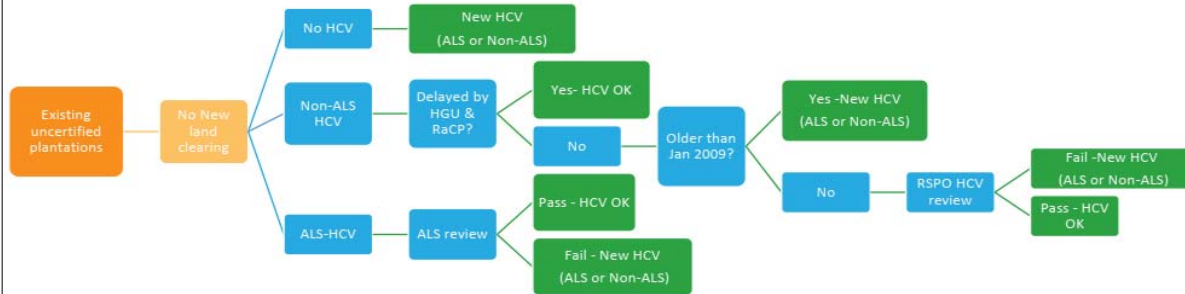 Existing
uncertified
plantations
No New
land
clearing
No HCV
New HCV
(ALS or Non-ALS)
Non-ALS
HCV
Delayed by
HGU &
RaCP?
Yes- HCV OK
No
Older than
Jan 2009?
Yes -New HCV
(ALS or Non-ALS)
No
RSPO HCV
review
Fail -New HCV
(ALS or Non-ALS)
Pass - HCV
OK
ALS-HCV
ALS review
Pass - HCV OK
Fail - New HCV
(ALS or Non-ALS)